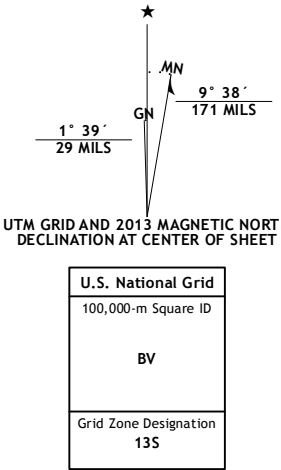 ★
MN
GN
9° 38´
171 MILS
1° 39´
29 MILS
UTM GRID AND 2013 MAGNETIC NORT
DECLINATION AT CENTER OF SHEET
U.S. National Grid
100,000-m Square ID
BV
Grid Zone Designation
13S